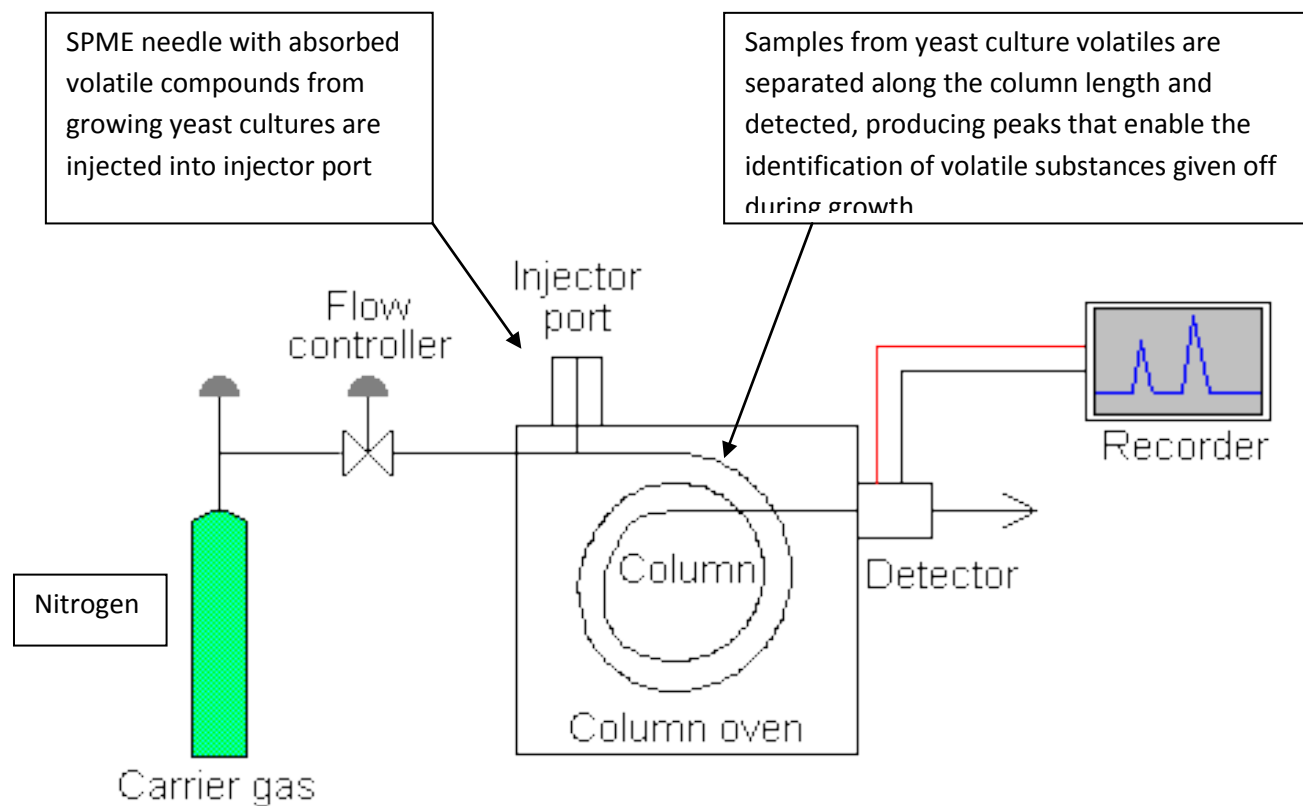 SPME needle with absorbed
volatile compounds from
growing yeast cultures are
injected into injector port
Samples from yeast culture volatiles are
separated along the column length and
detected, producing peaks that enable the
identification of volatile substances given off
during growth
Injector
port
Flow
controller
Recorder
Column
Detector
Nitrogen
Column oven
Carrier gas